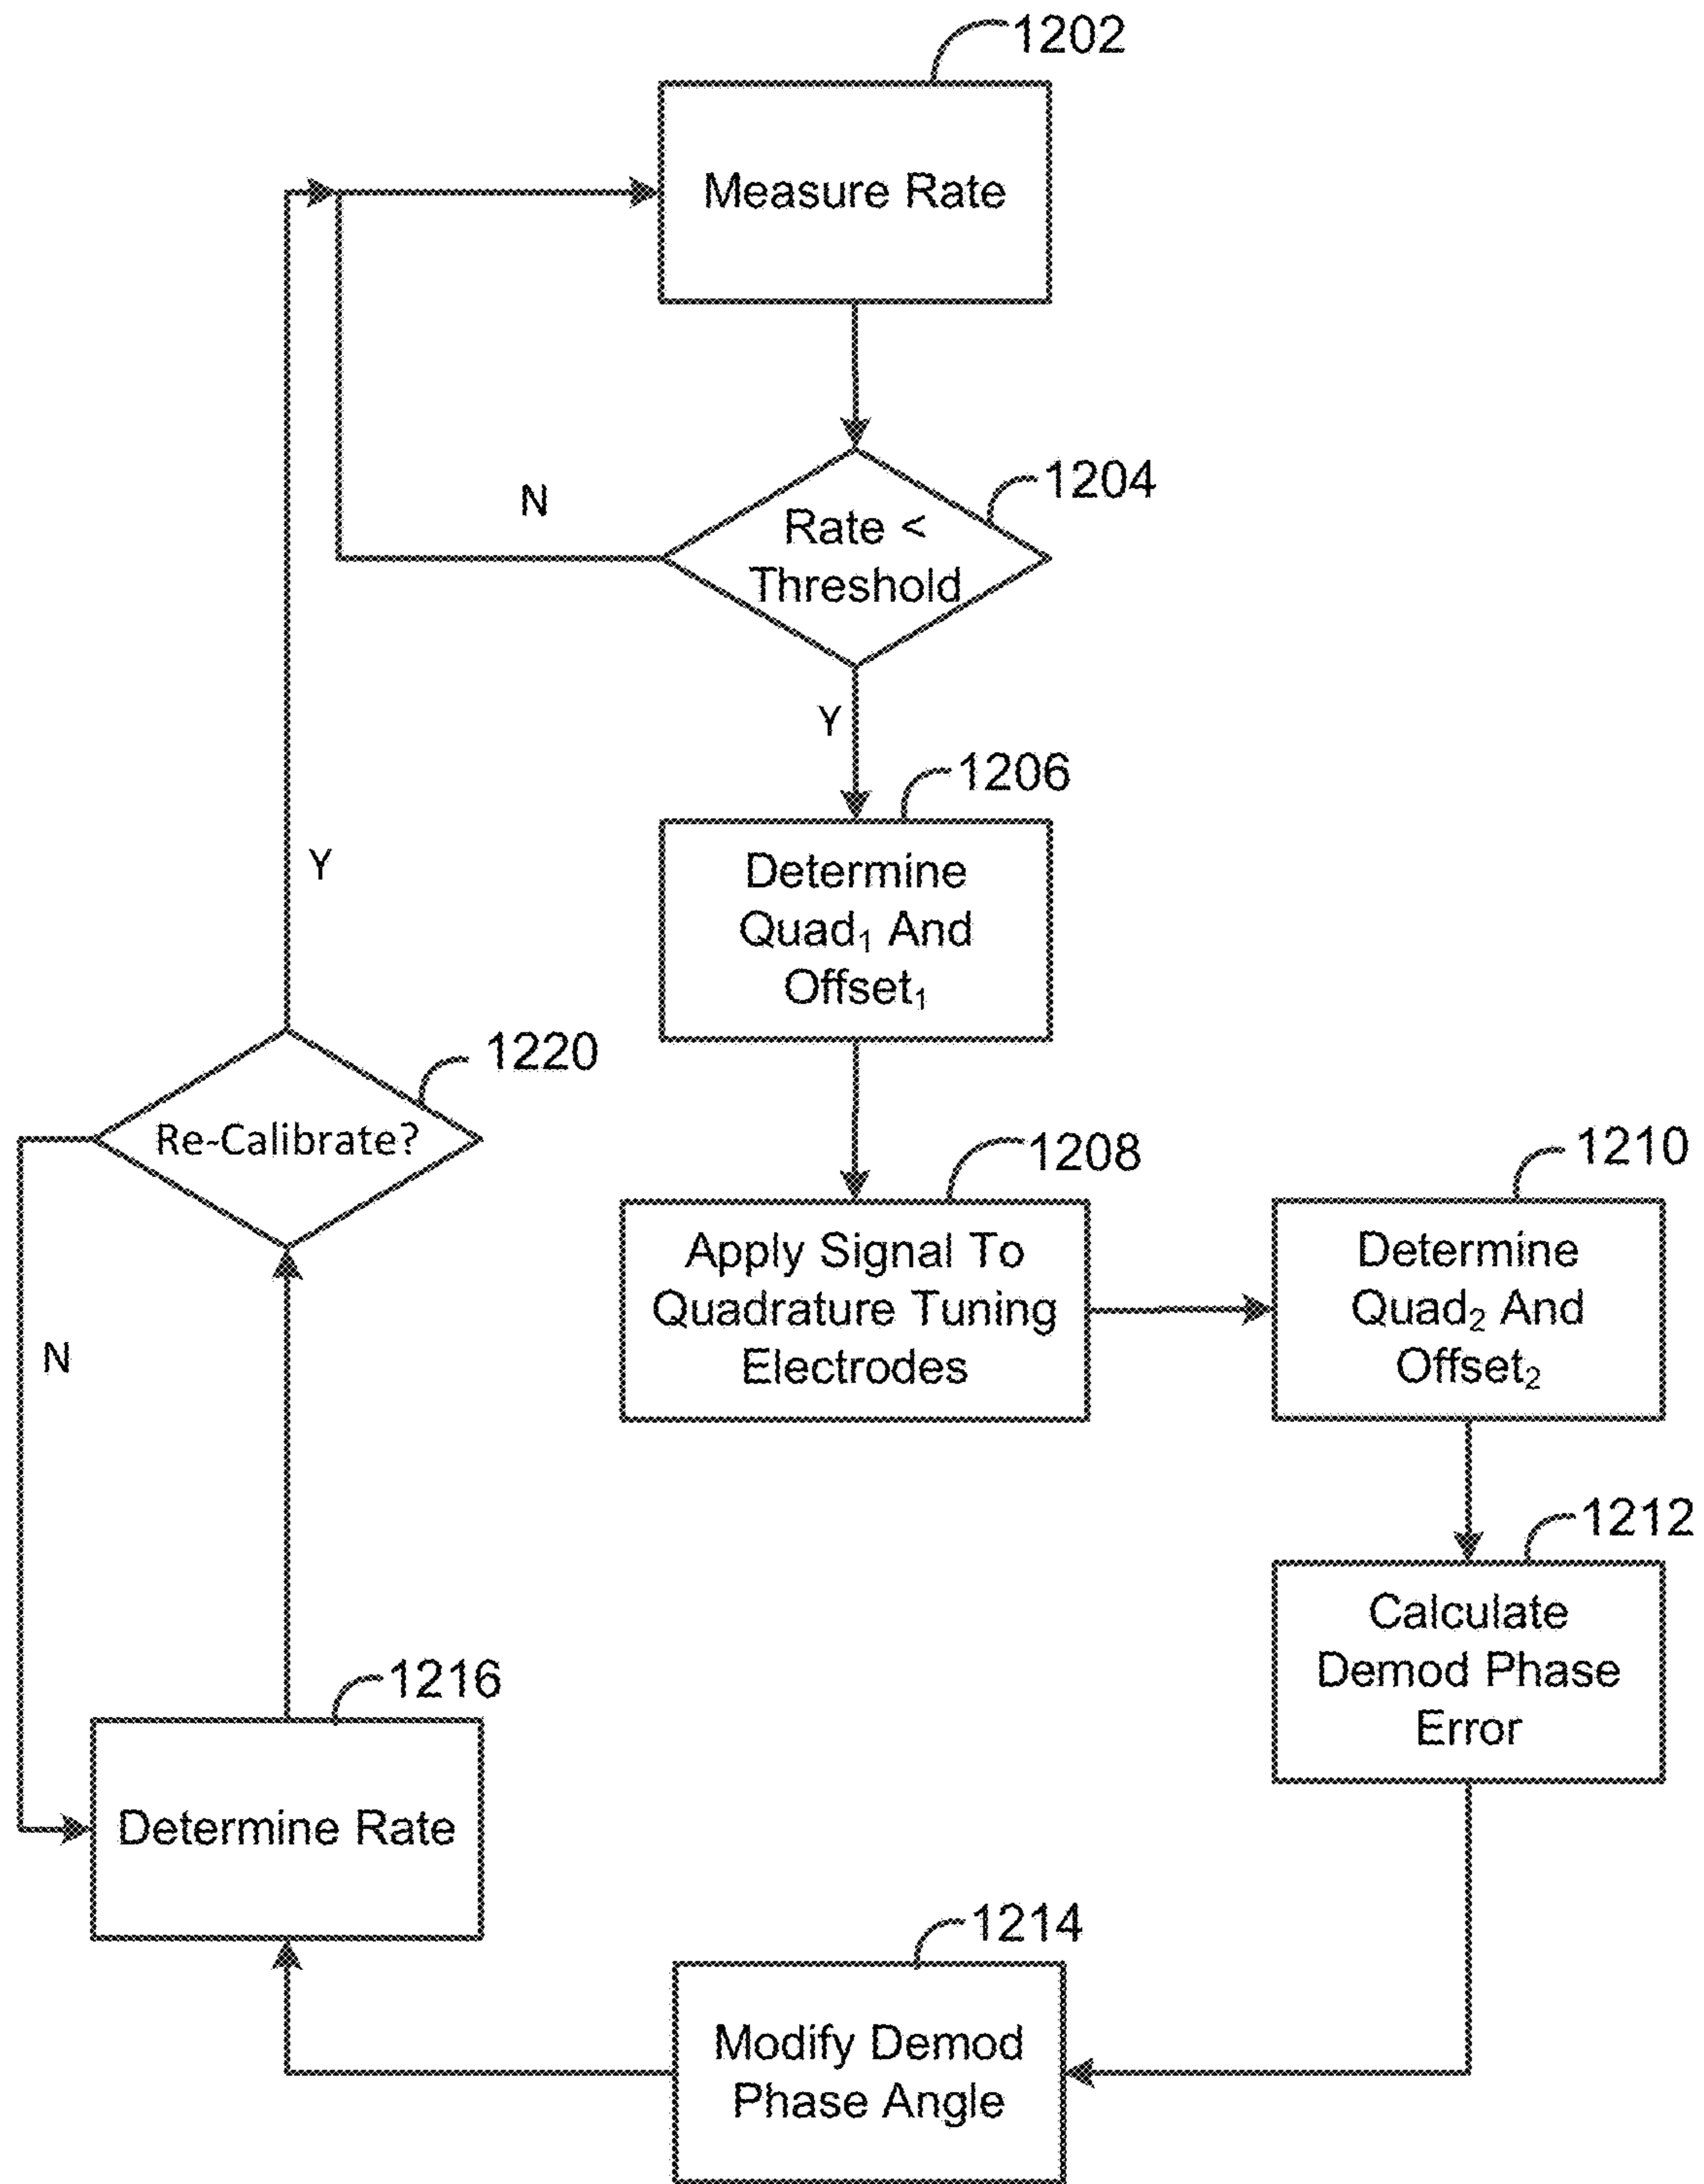 1202
Measure Rate
1204
Rate <
Threshold
N
Y
1206
Determine
Quad₁ And
Offset₁
Y
1220
Re-Calibrate?
N
1208
Apply Signal To
Quadrature Tuning
Electrodes
1210
Determine
Quad₂ And
Offset₂
1212
Calculate
Demod Phase
Error
1216
Determine Rate
1214
Modify Demod
Phase Angle